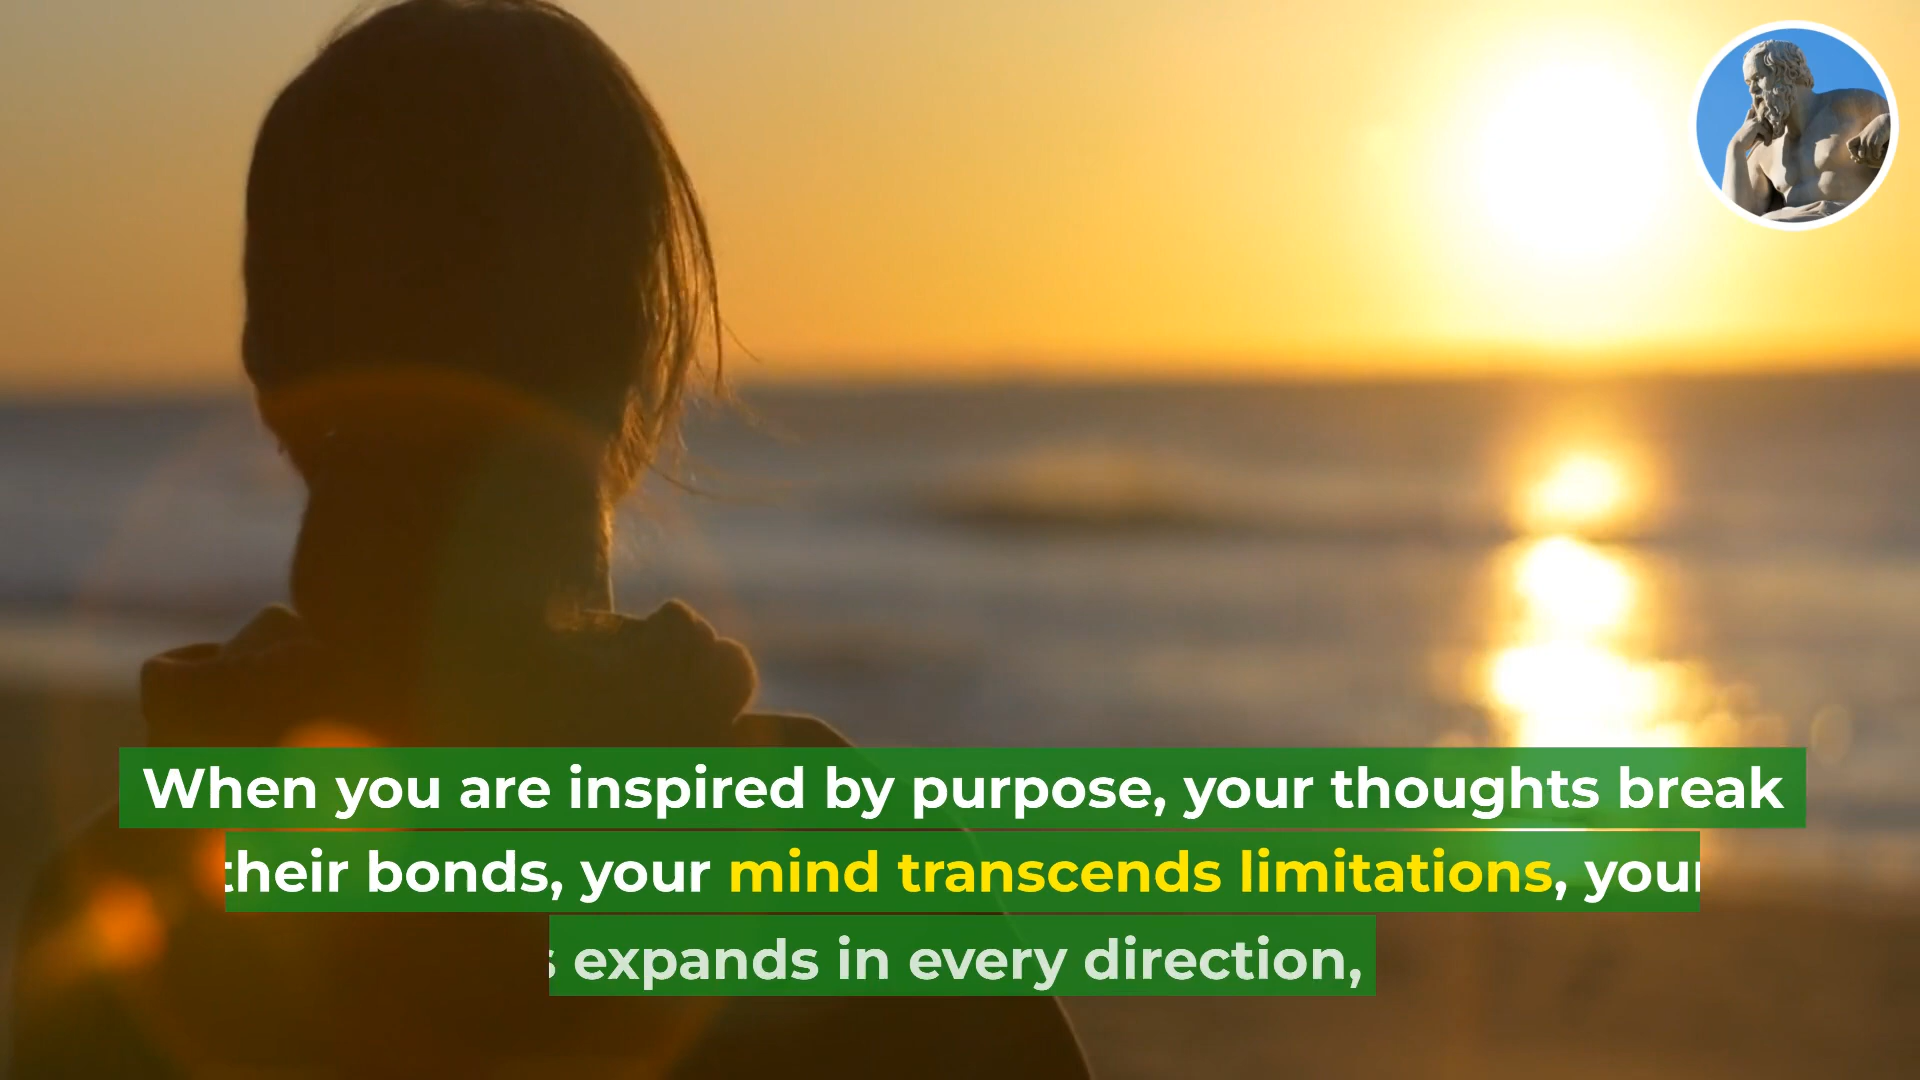 When you are inspired by purpose, your thoughts break
their bonds, your mind transcends limitations, your
expands in every direction,